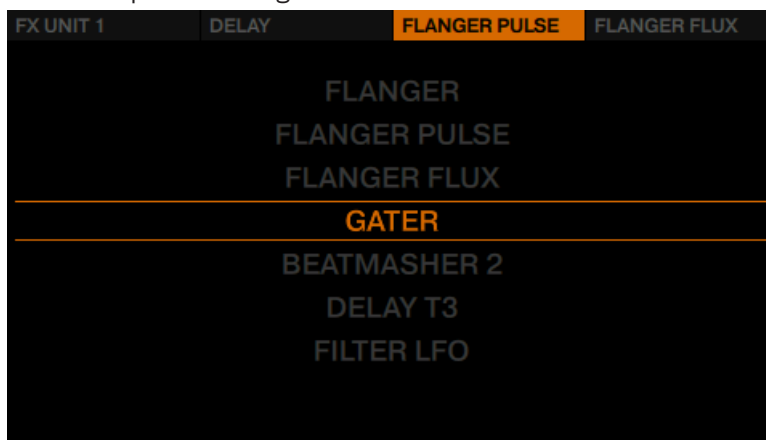 FX UNIT 1 DELAY FLANGER PULSE FLANGER FLUX
FLANGER
FLANGER PULSE
FLANGER FLUX
GATER
BEATMASHER 2
DELAY T3
FILTER LFO